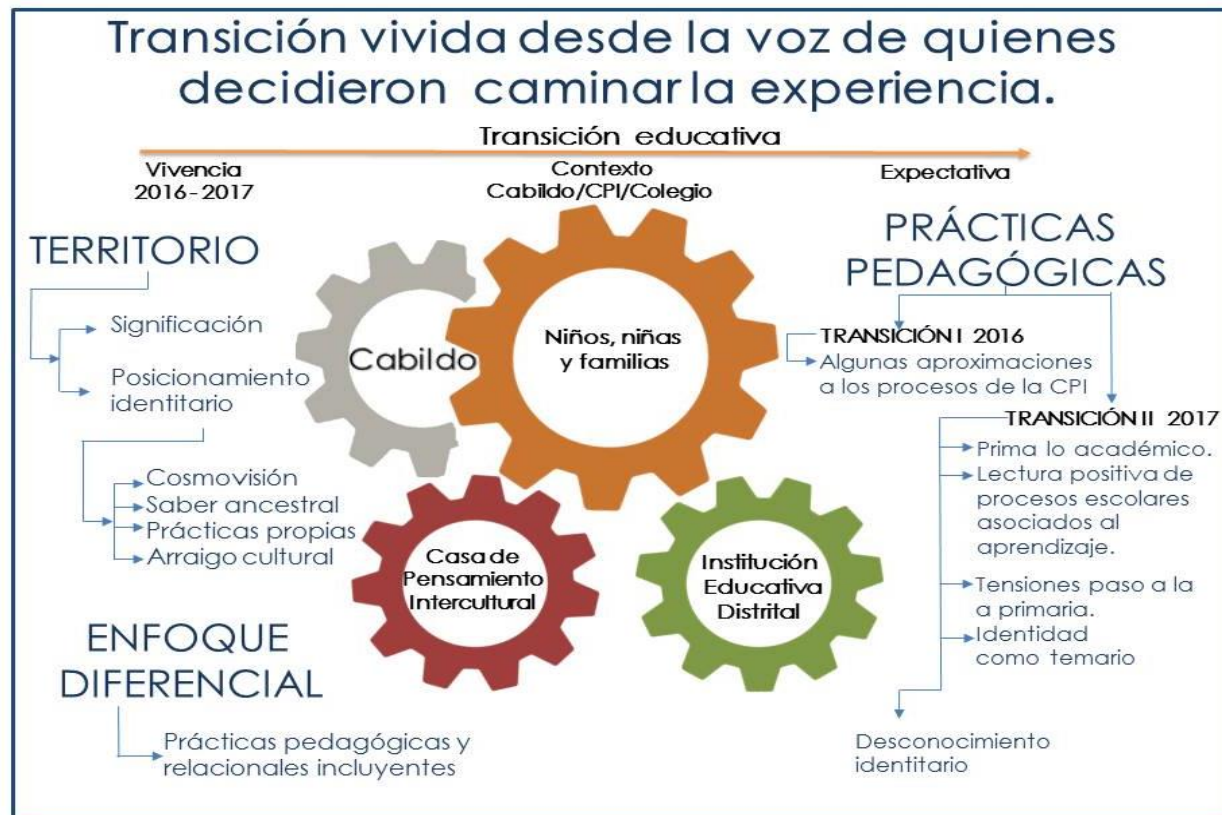 Transición vivida desde la voz de quienes
decidieron caminar la experiencia.
Transición educativa
Vivencia
2016-2017
Contexto
Cabildo/CPI/Colegio
Expectativa
TERRITORIO
Significación
Posicionamiento
identitario
Cosmovisión
Saber ancestral
Prácticas propias
Arraigo cultural
ENFOQUE
DIFERENCIAL
Prácticas pedagógicas y
relacionales incluyentes
Cabildo
Niños, niñas
y familias
Casa de
Pensamiento
Intercultural
Institución
Educativa
Distrital
PRÁCTICAS
PEDAGÓGICAS
TRANSICIÓN I 2016
Algunas aproximaciones
a los procesos de la CPI
TRANSICIÓN II 2017
Prima lo académico.
Lectura positiva de
procesos escolares
asociados al
aprendizaje.
Tensiones paso a la
a primaria.
Identidad
como temario
Desconocimiento
identitario